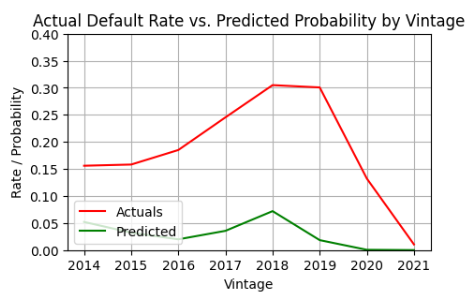 Actual Default Rate vs. Predicted Probability by Vintage
0.40
0.35
0.30
0.25
0.20
0.15
0.10
0.05
0.00
Rate / Probability
Actuals
Predicted
2014 2015 2016 2017 2018 2019 2020 2021
Vintage